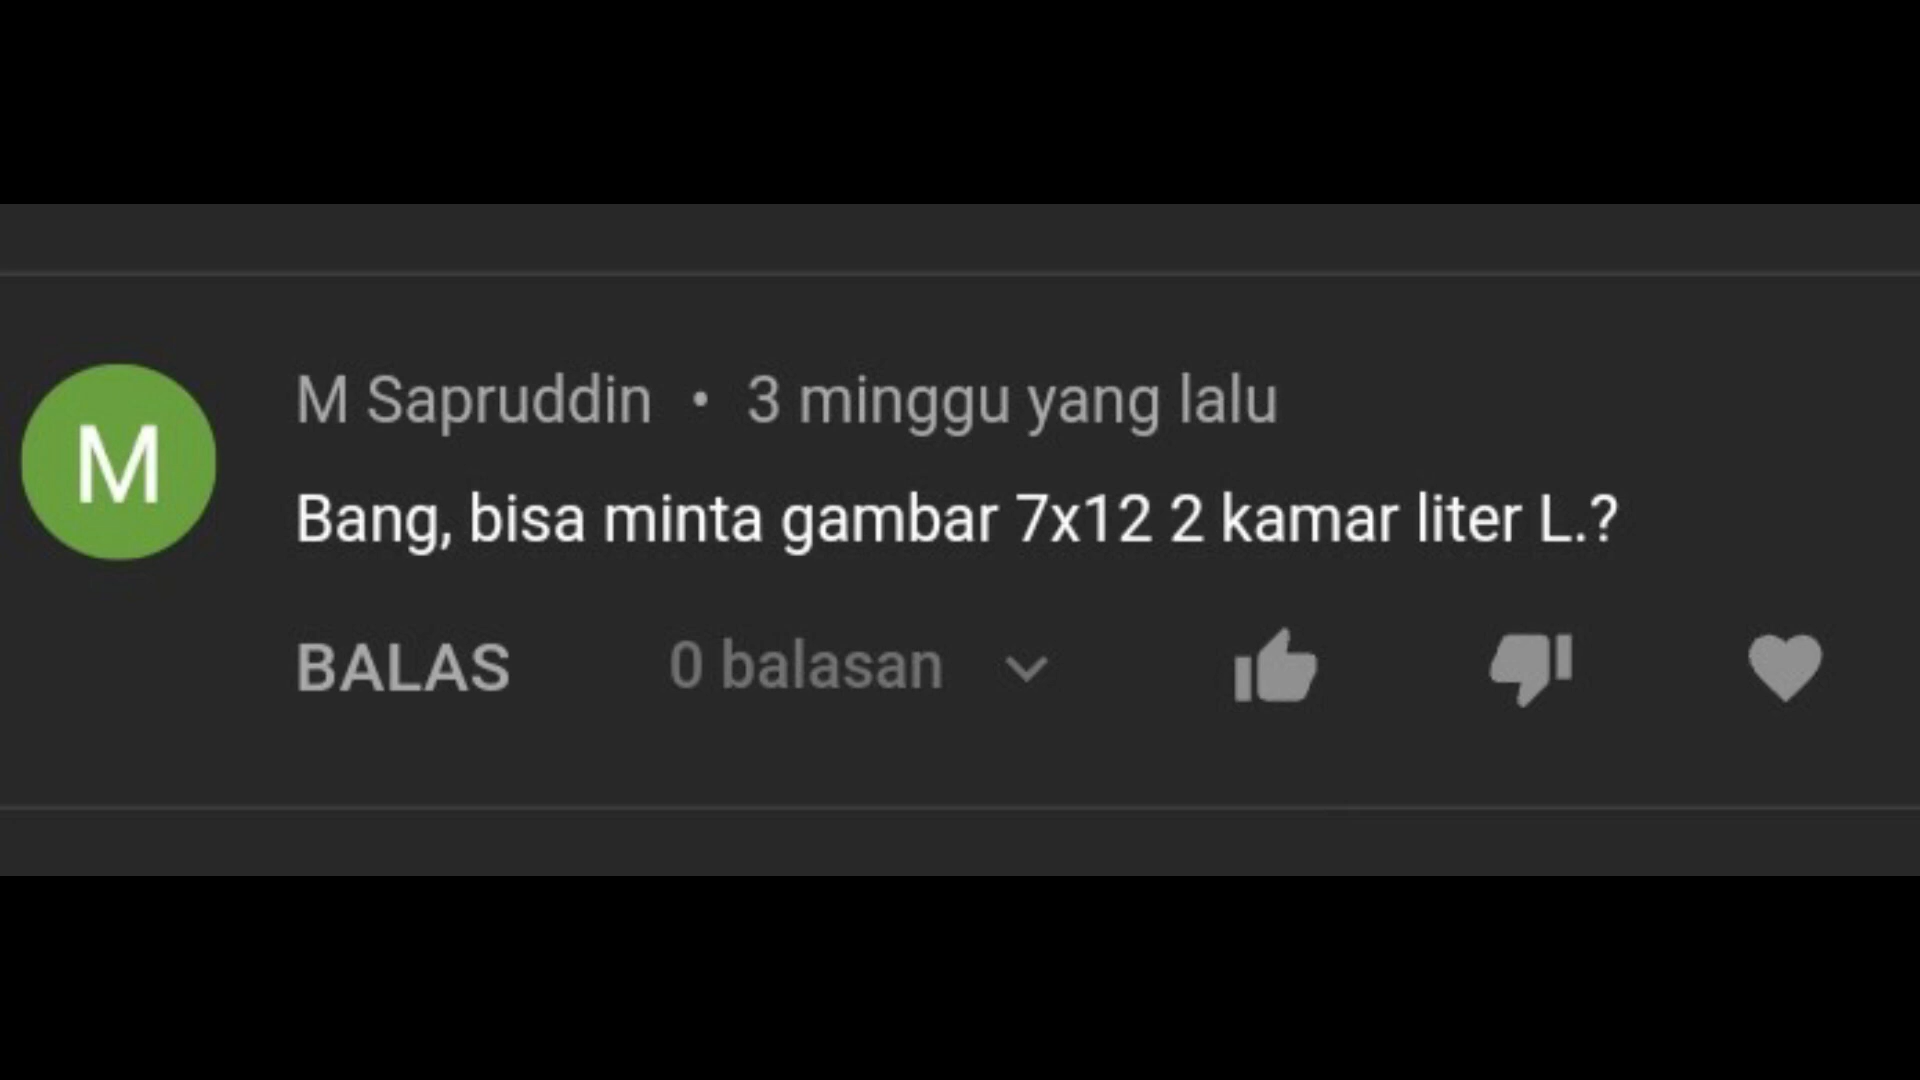 M
M Sapruddin • 3 minggu yang lalu
Bang, bisa minta gambar 7x12 2 kamar liter L.?
BALAS 0 balasan